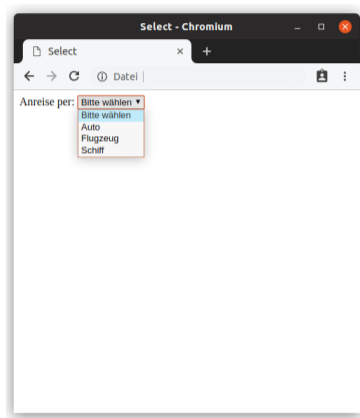 Select - Chromium
Select
Datei
Anreise per: Bitte wählen
Bitte wählen
Auto
Flugzeug
Schiff